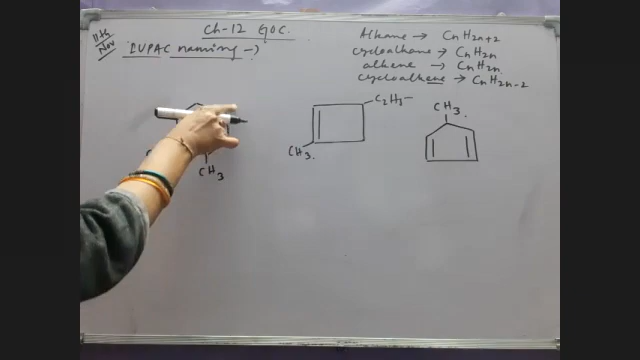 Ch-12 GOC.
11th
Nov
IUPAC naming →
Alkane → CnH2n+2
cycloalkane → CnH2n
alkene → CnH2n
cycloalkene → CnH2n-2
C2H5
CH3.
CH3.
CH3